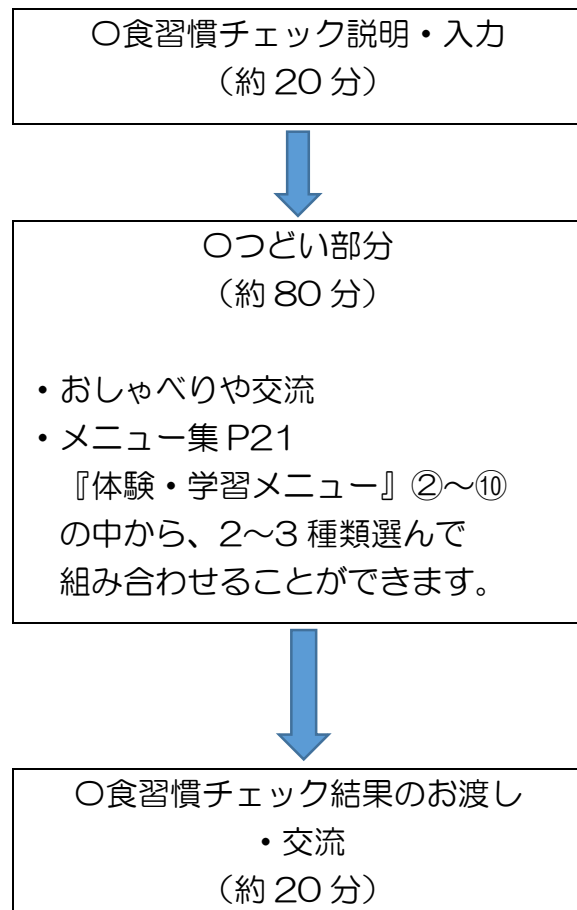 〇食習慣チェック説明・入力
（約 20 分）
〇つどい部分
（約 80 分）
・おしゃべりや交流
・メニュー集 P21
『体験・学習メニュー』②～⑩
の中から、2～3 種類選んで
組み合わせることができます。
〇食習慣チェック結果のお渡し
・交流
（約 20 分）